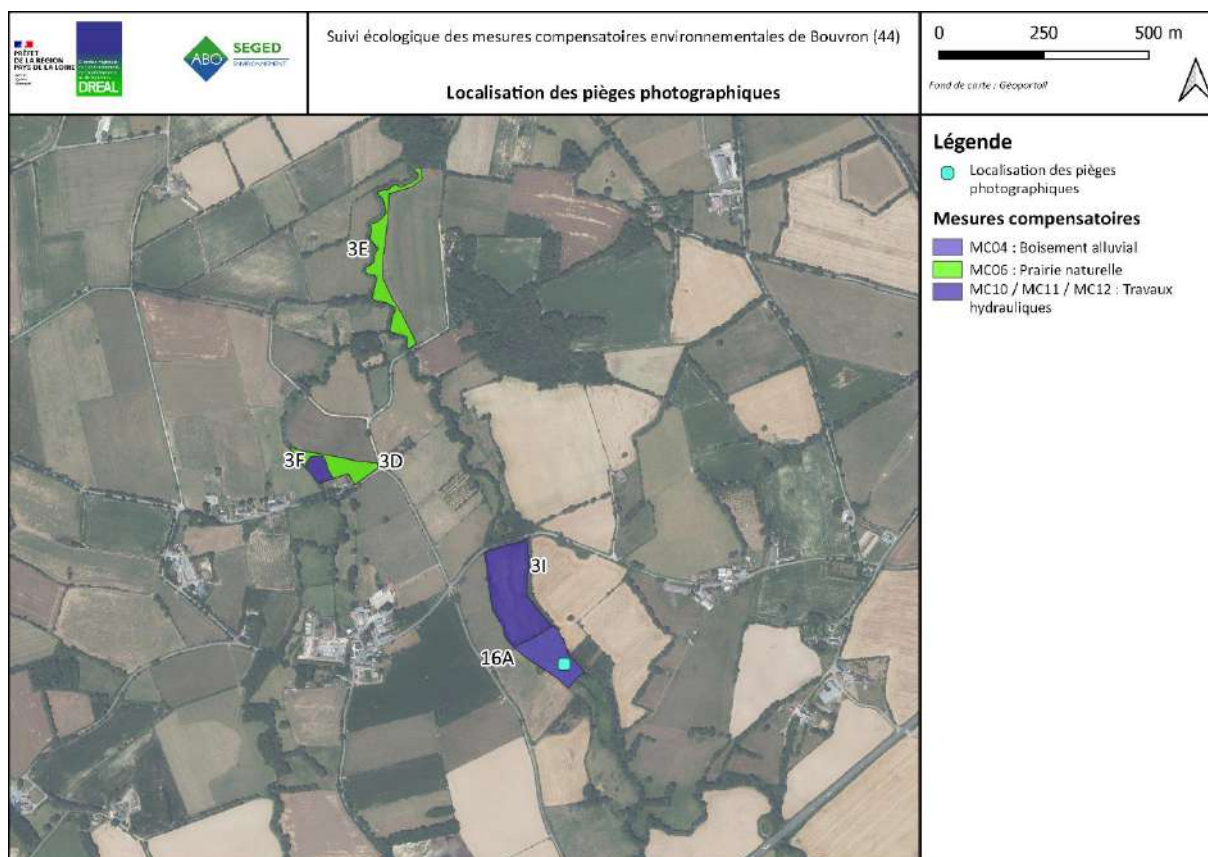 PRÉFET
DE LA RÉGION
PAYS DE LA LOIRE
DREAL
ABO
SEGED
ENVIRONNEMENT
Suivi écologique des mesures compensatoires environnementales de Bouvron (44)
Localisation des pièges photographiques
0 250 500 m
Fond de carte : Géoportail
Légende
Localisation des pièges
photographiques
Mesures compensatoires
MC04 : Boisement alluvial
MC06 : Prairie naturelle
MC10 / MC11 / MC12 : Travaux
hydrauliques
3E
3F
3D
3I
16A